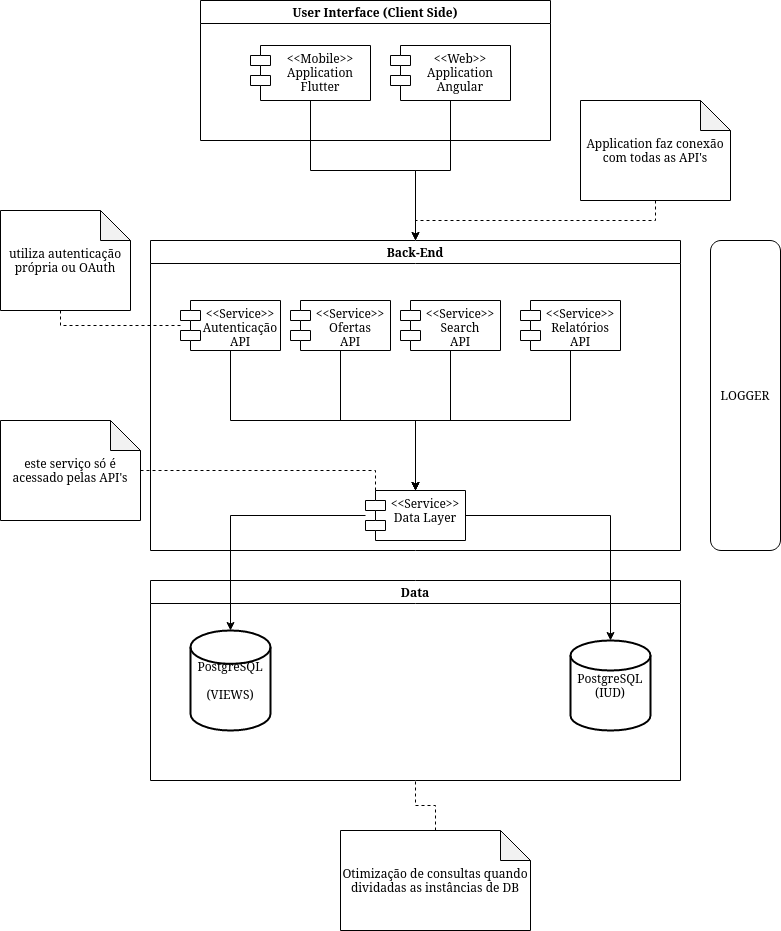 User Interface (Client Side)
<<Mobile>>
Application
Flutter
<<Web>>
Application
Angular
Application faz conexão
com todas as API's
utiliza autenticação
própria ou OAuth
Back-End
<<Service>>
Autenticação
API
<<Service>>
Ofertas
API
<<Service>>
Search
API
<<Service>>
Relatórios
API
LOGGER
este serviço só é
acessado pelas API's
<<Service>>
Data Layer
Data
PostgreSQL
(VIEWS)
PostgreSQL
(IUD)
Otimização de consultas quando
dividadas as instâncias de DB